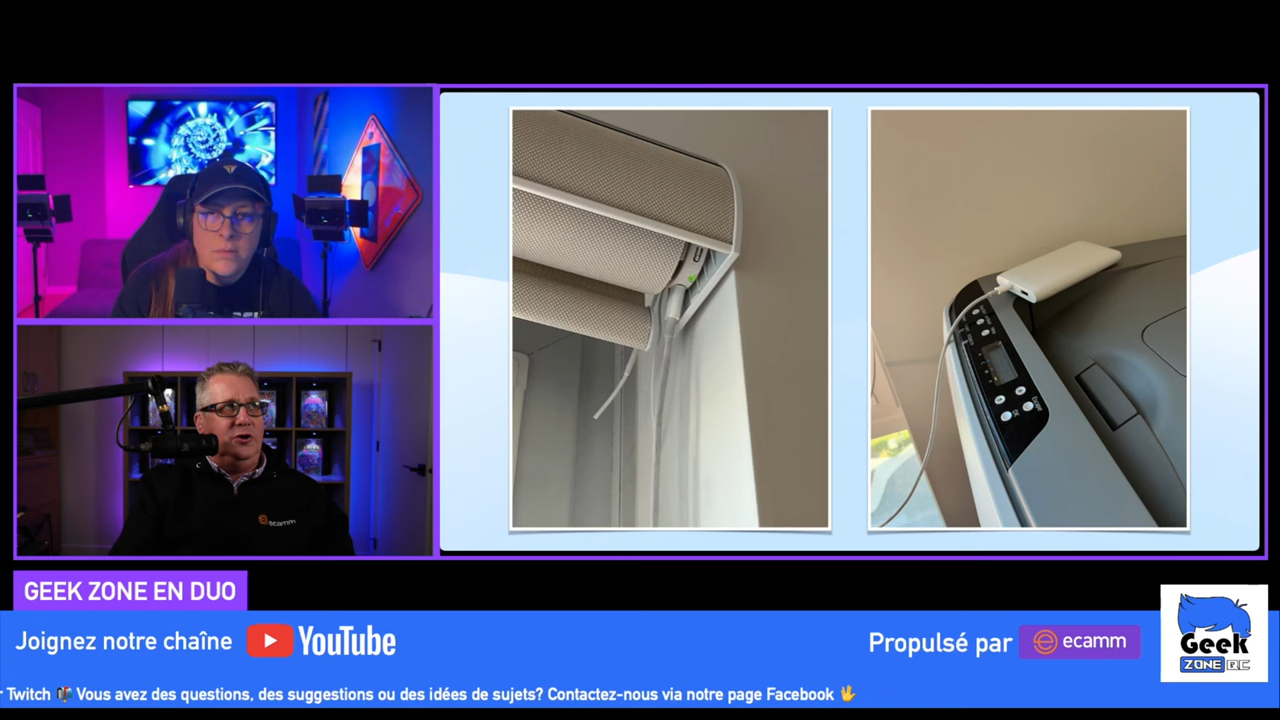 ecamm
GEEK ZONE EN DUO
Joignez notre chaîne YouTube
Propulsé par ecamm
Geek
ZONE QC
r Twitch 📬 Vous avez des questions, des suggestions ou des idées de sujets? Contactez-nous via notre page Facebook 🖖